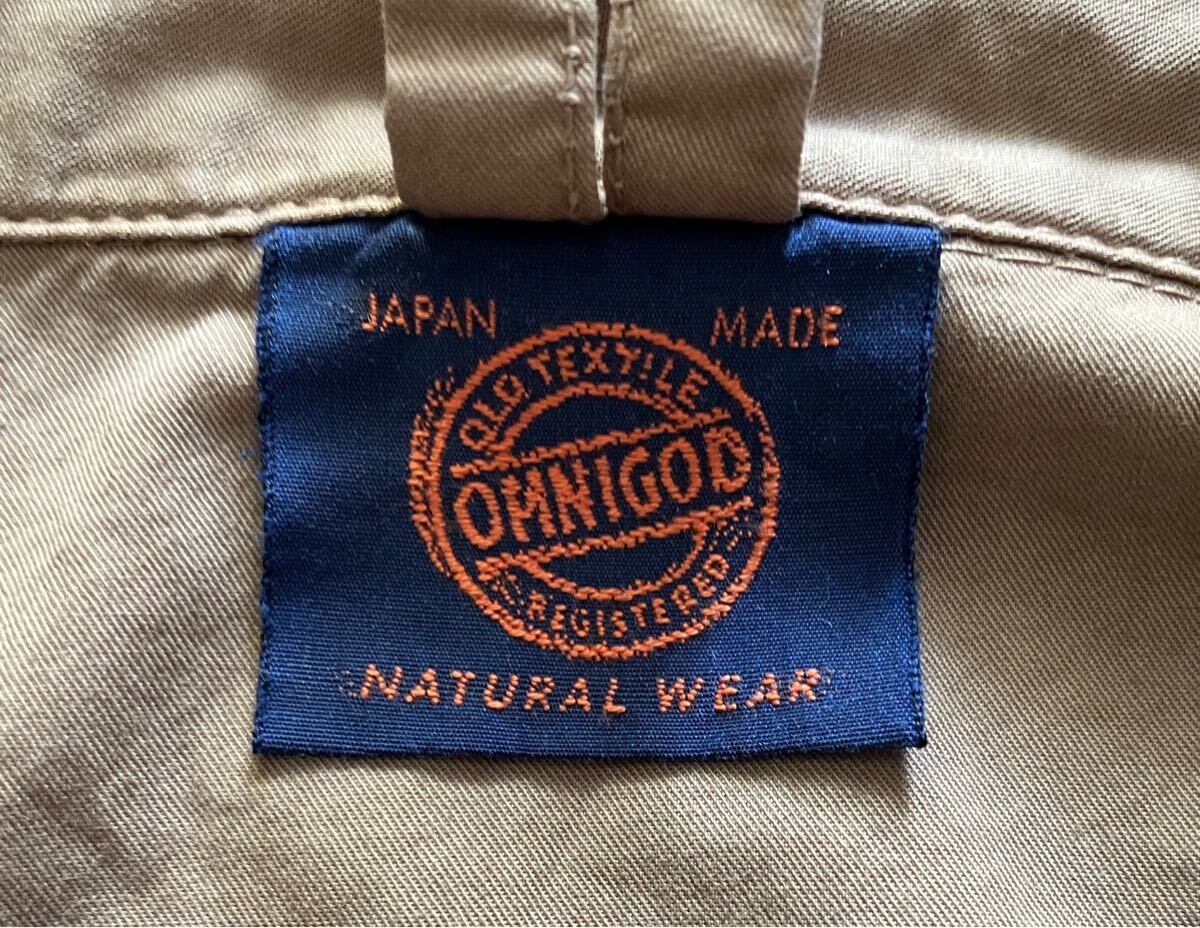 JAPAN MADE
OLD TEXTILE
OMNIGOD
REGISTERED
NATURAL WEAR